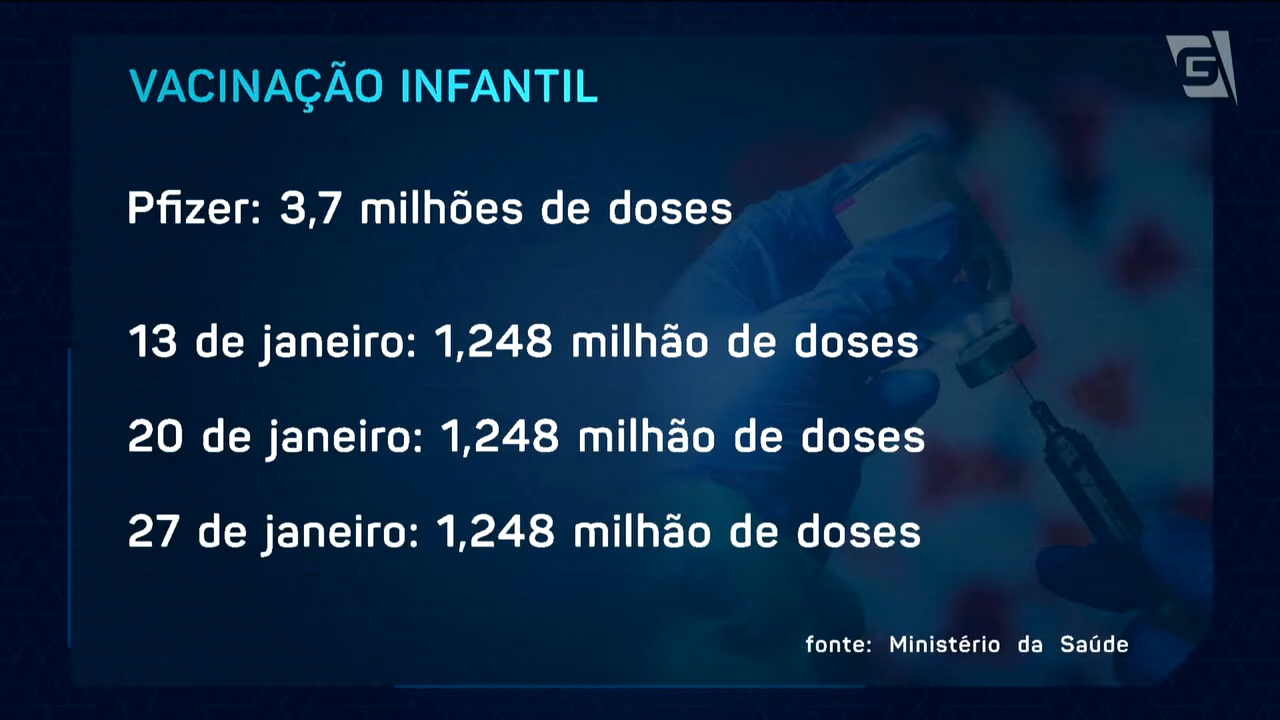 VACINAÇÃO INFANTIL
Pfizer: 3,7 milhões de doses
13 de janeiro: 1,248 milhão de doses
20 de janeiro: 1,248 milhão de doses
27 de janeiro: 1,248 milhão de doses
fonte: Ministério da Saúde